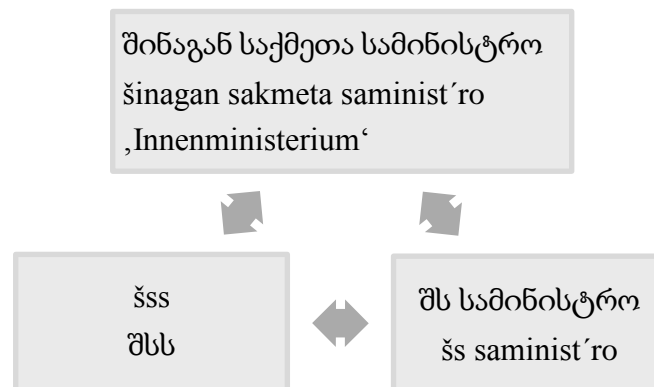 შინაგან საქმეთა სამინისტრო
šinagan sakmeta saminist´ro
‚Innenministerium‘
šss
შსს
შს სამინისტრო
šs saminist´ro